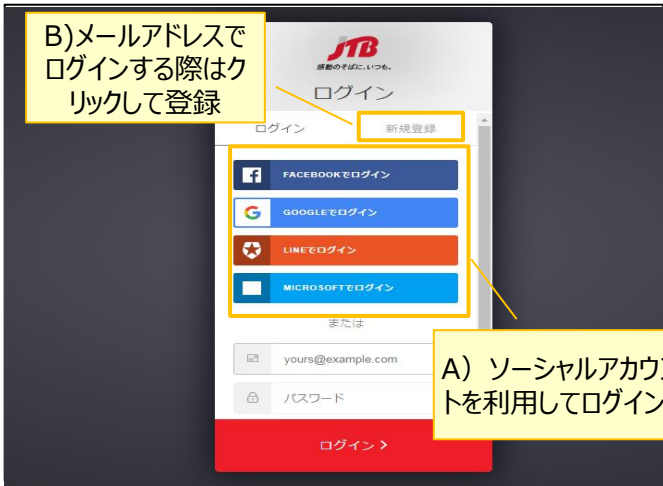 B)メールアドレスで
ログインする際はク
リックして登録
JTB
感動のそばに、いつも。
ログイン
ログイン
新規登録
FACEBOOKでログイン
GOOGLEでログイン
LINEでログイン
MICROSOFTでログイン
または
yours@example.com
パスワード
A) ソーシャルアカウン
トを利用してログイン
ログイン >